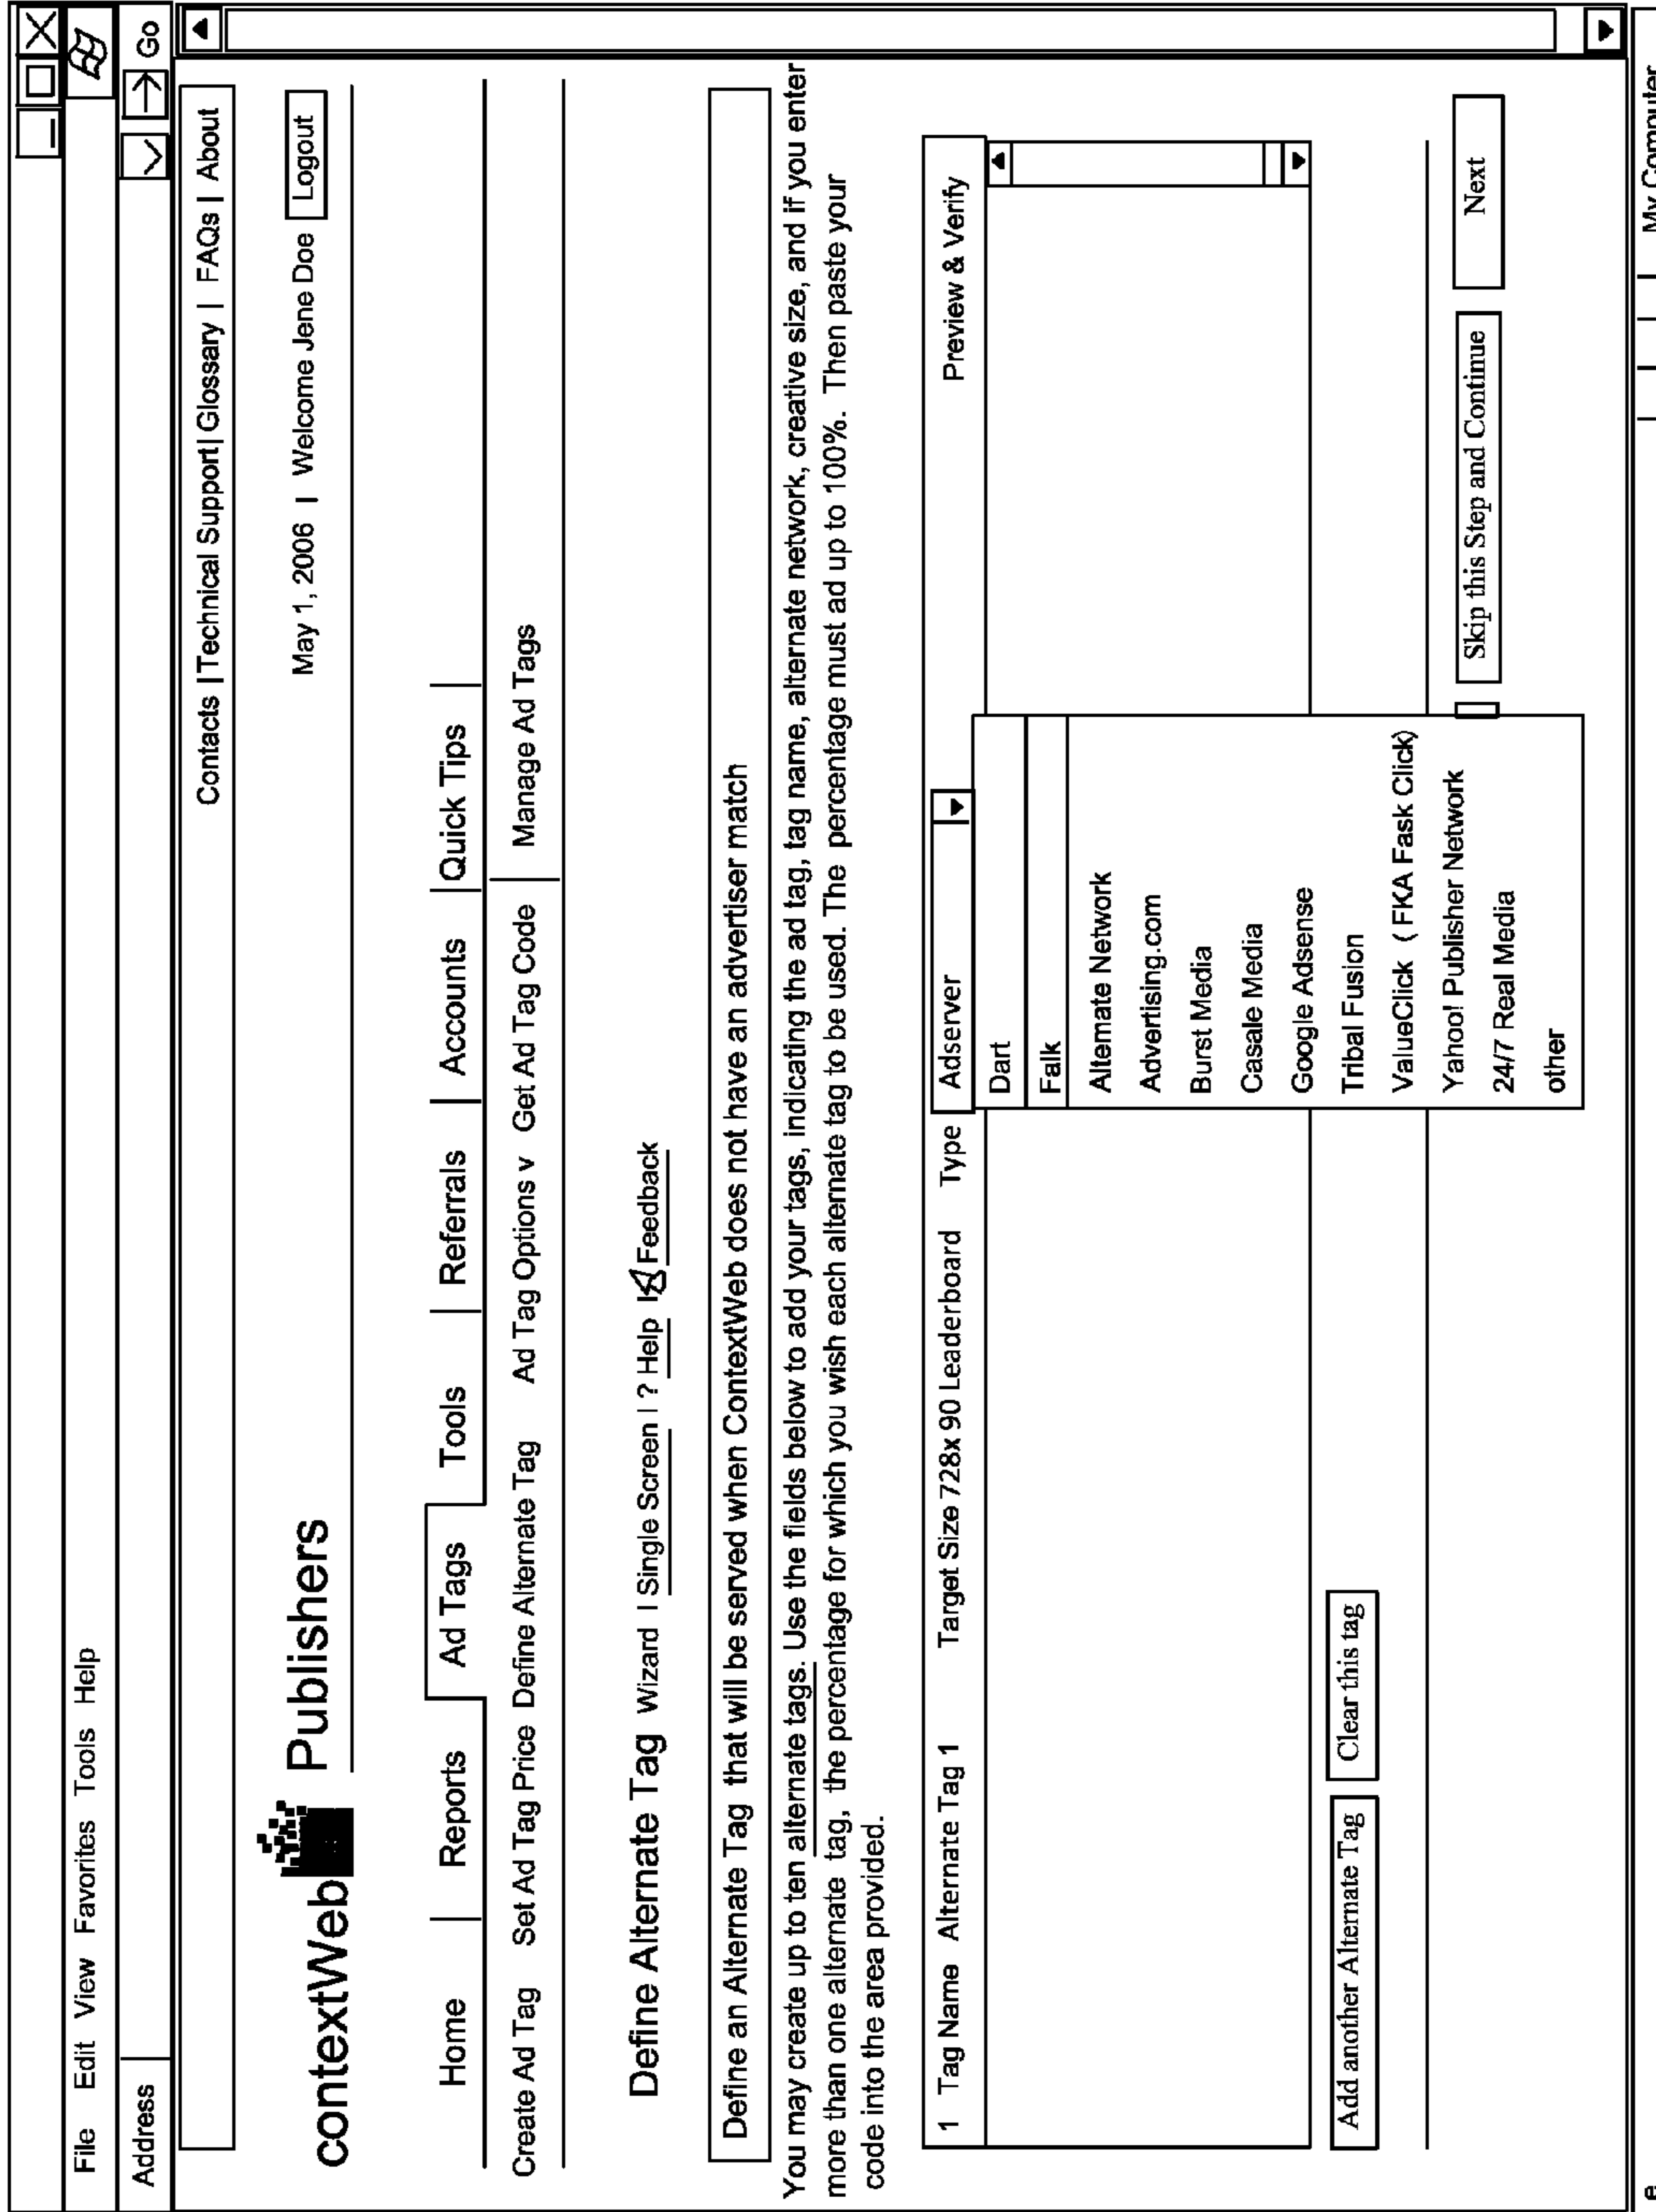 File Edit View Favorites Tools Help
Address Go
Contacts | Technical Support | Glossary | FAQs | About
contextWeb Publishers
May 1, 2006 | Welcome Jene Doe Logout
Home Reports Ad Tags Tools Referrals Accounts Quick Tips
Create Ad Tag Set Ad Tag Price Define Alternate Tag Ad Tag Options v Get Ad Tag Code Manage Ad Tags
Define Alternate Tag Wizard | Single Screen | ? Help | Feedback
Define an Alternate Tag that will be served when ContextWeb does not have an advertiser match
You may create up to ten alternate tags. Use the fields below to add your tags, indicating the ad tag, tag name, alternate network, creative size, and if you enter
more than one alternate tag, the percentage for which you wish each alternate tag to be used. The percentage must ad up to 100%. Then paste your
code into the area provided.
1 Tag Name Alternate Tag 1 Target Size 728x 90 Leaderboard Type Adserver Preview & Verify
Dart
Falk
Alternate Network
Advertising.com
Burst Media
Casale Media
Google Adsense
Tribal Fusion
ValueClick ( FKA Fask Click)
Yahoo! Publisher Network
24/7 Real Media
other
Add another Alternate Tag Clear this tag
Skip this Step and Continue Next
My Computer